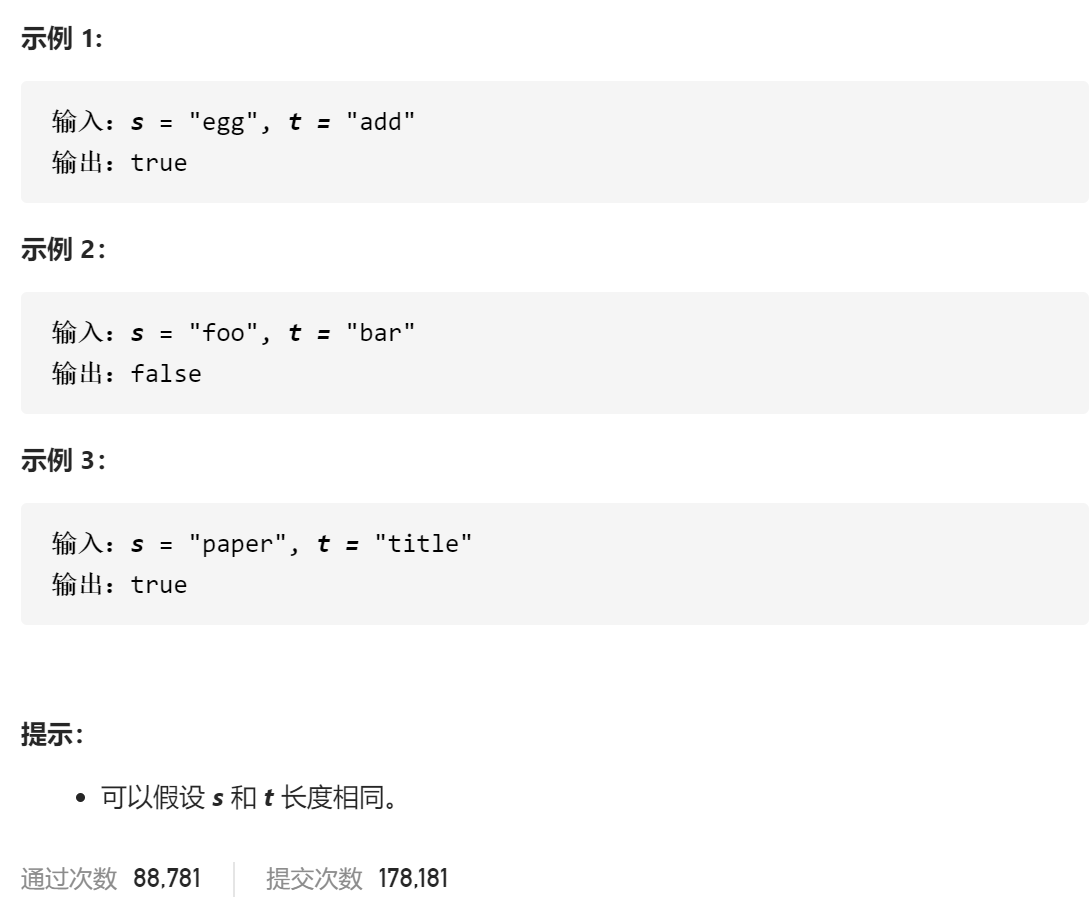 示例 1:
输入：s = "egg", t = "add"
输出：true
示例 2：
输入：s = "foo", t = "bar"
输出：false
示例 3：
输入：s = "paper", t = "title"
输出：true
提示：
• 可以假设 s 和 t 长度相同。
通过次数 88,781 提交次数 178,181